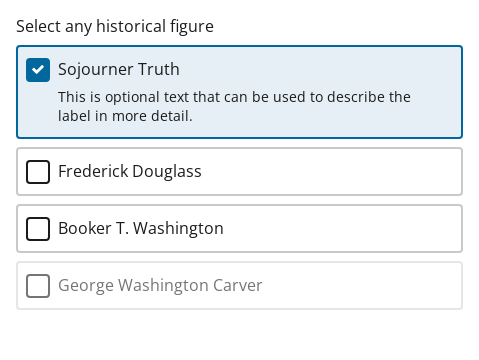 Select any historical figure
Sojourner Truth
This is optional text that can be used to describe the
label in more detail.
Frederick Douglass
Booker T. Washington
George Washington Carver